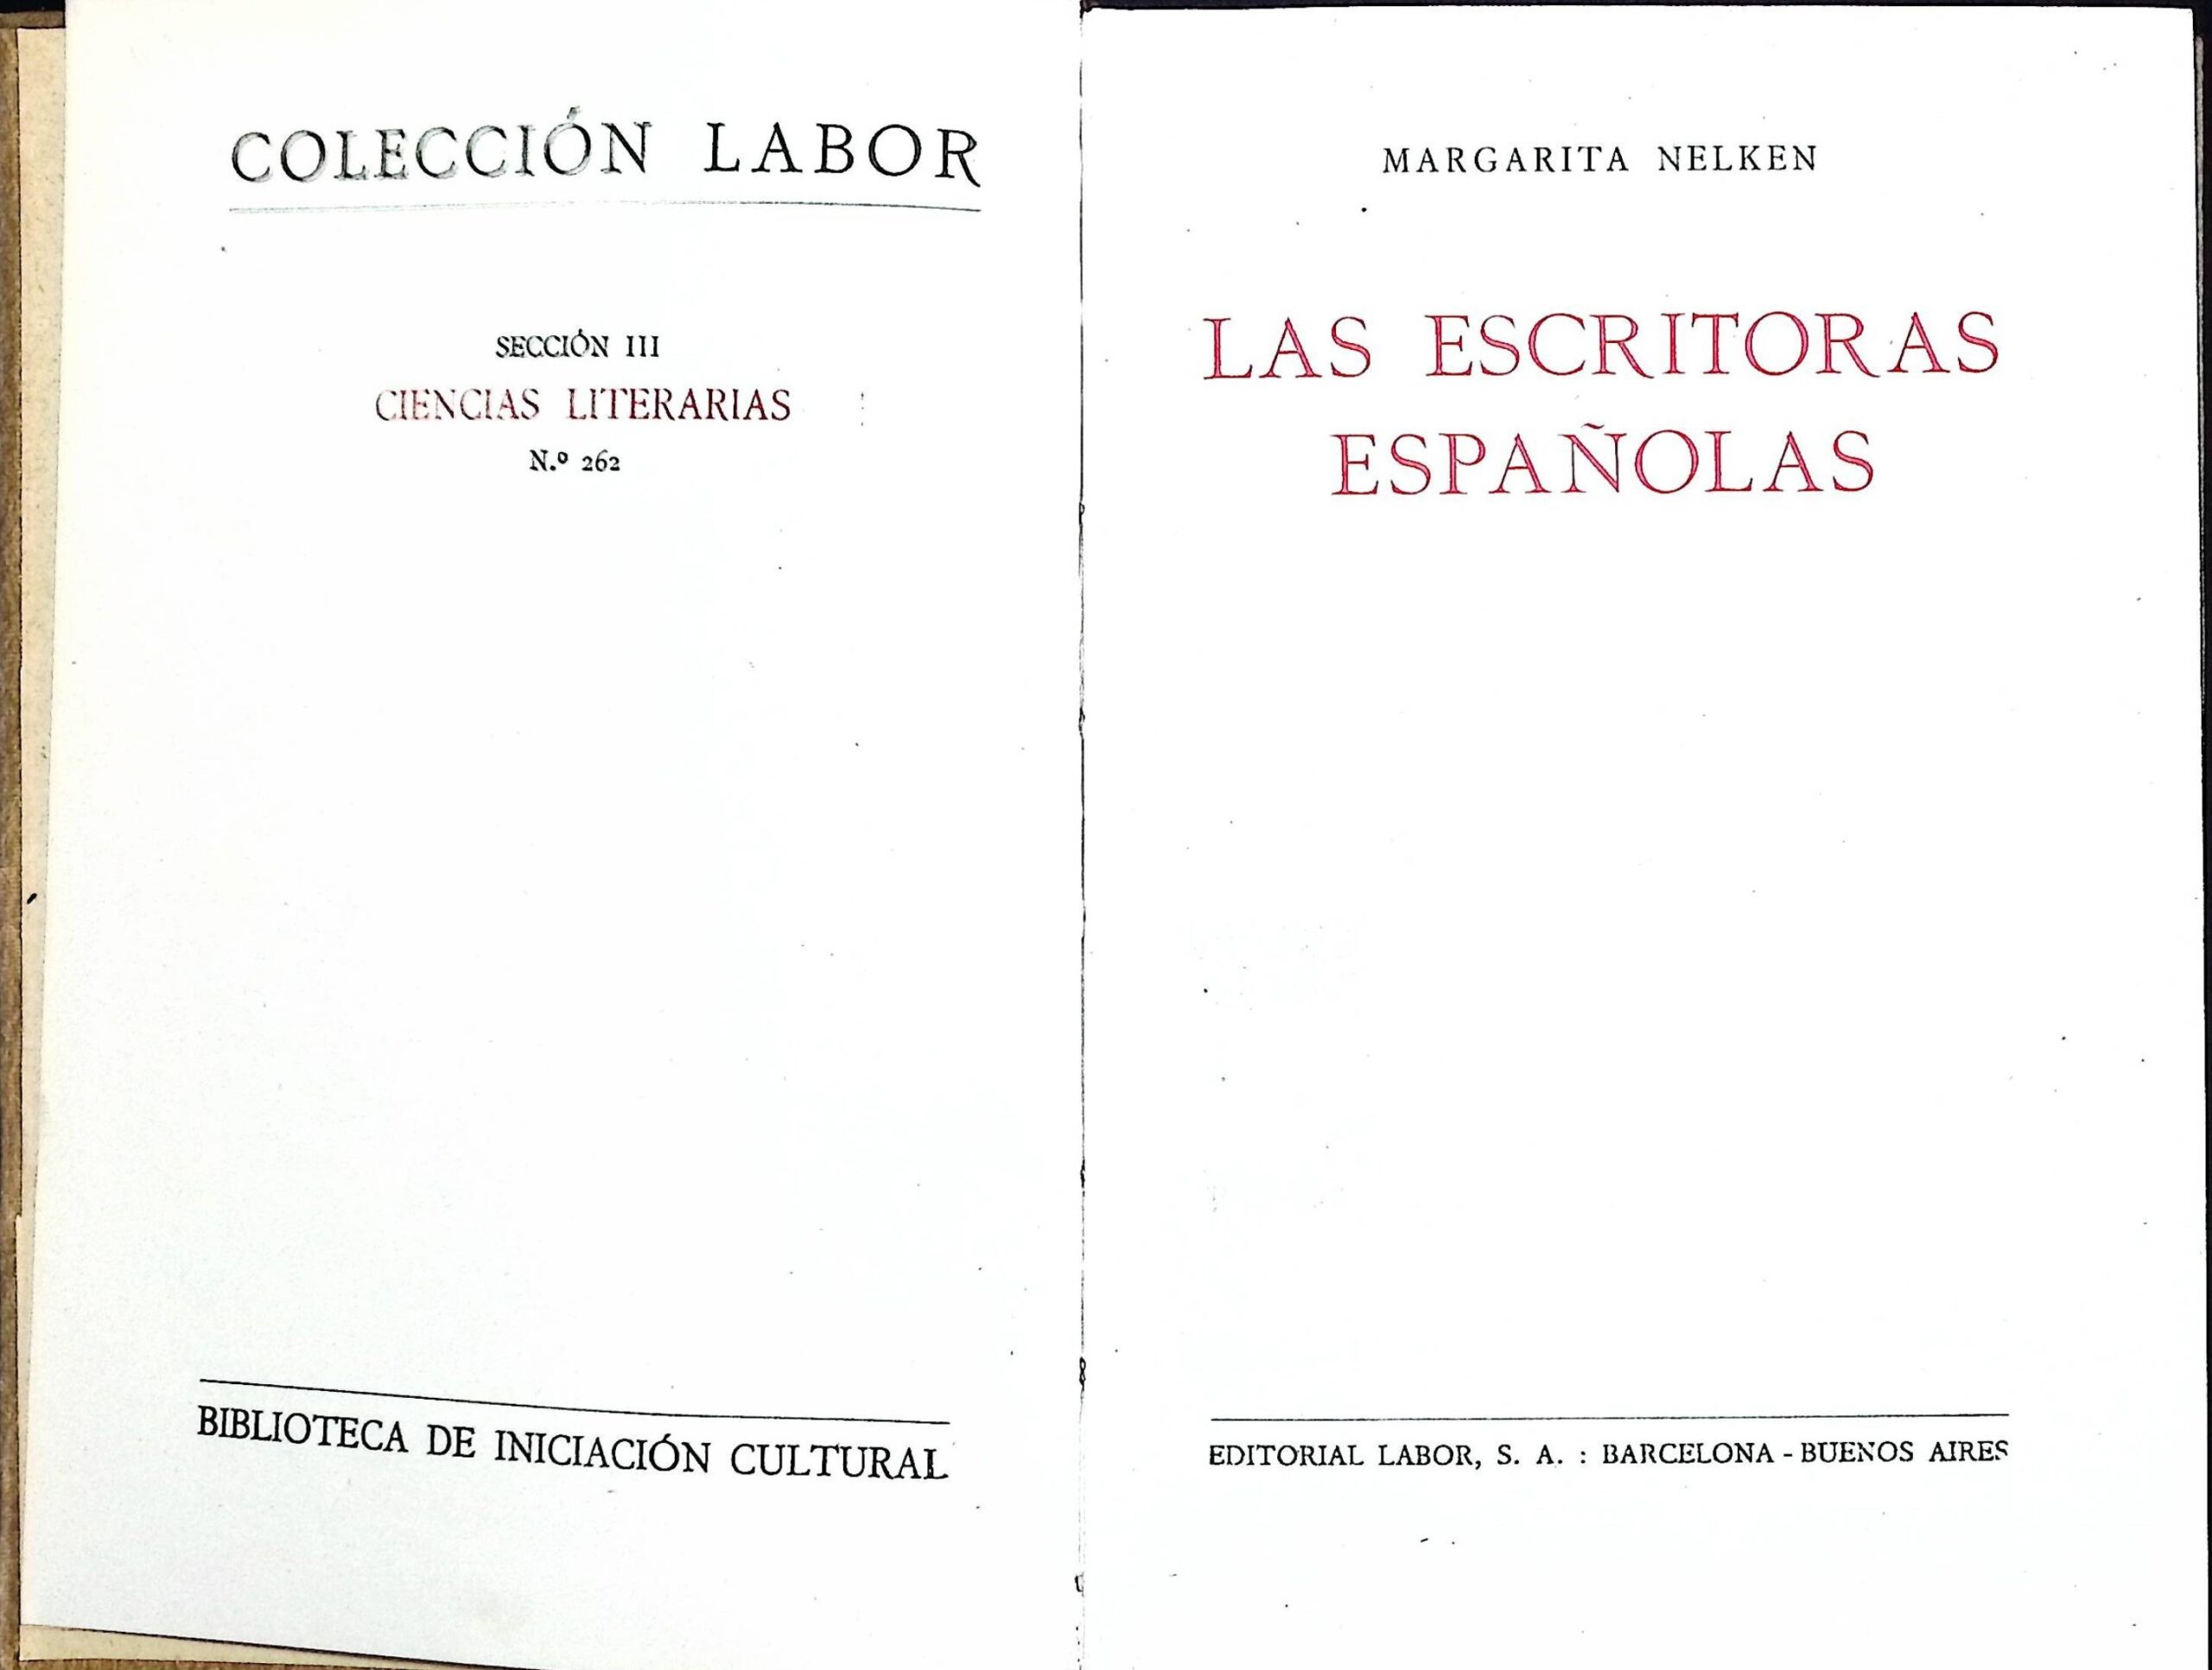 COLECCIÓN LABOR
SECCIÓN III
CIENCIAS LITERARIAS
N.º 262
BIBLIOTECA DE INICIACIÓN CULTURAL
MARGARITA NELKEN
LAS ESCRITORAS
ESPAÑOLAS
EDITORIAL LABOR, S. A. : BARCELONA - BUENOS AIRES